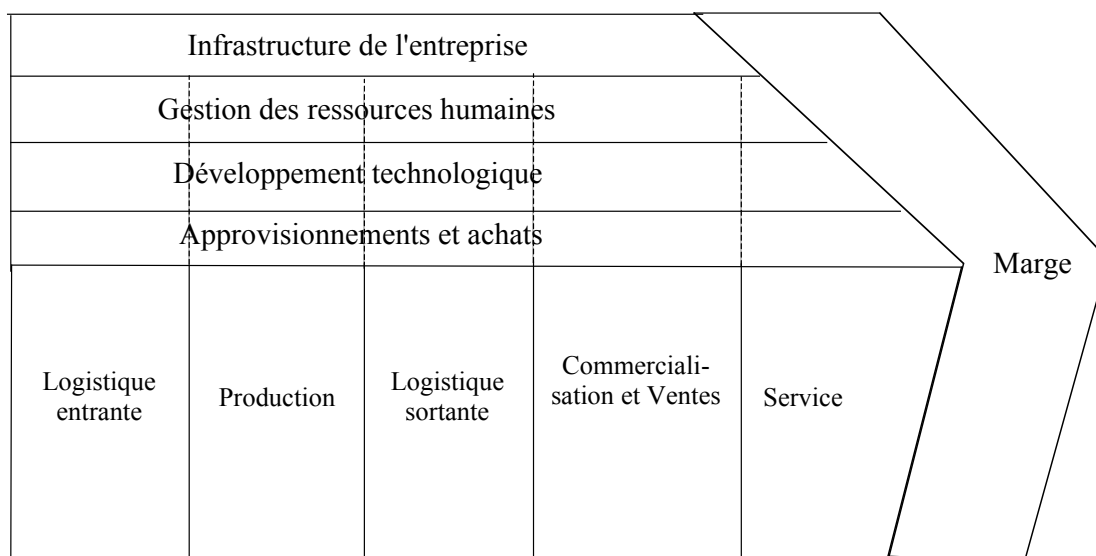 Infrastructure de l'entreprise
Gestion des ressources humaines
Développement technologique
Approvisionnements et achats
Marge
Logistique
entrante
Production
Logistique
sortante
Commerciali-
sation et Ventes
Service